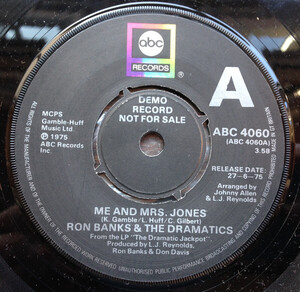 abc
RECORDS
DEMO
RECORD
NOT FOR SALE
A
MCPS
Gamble-Huff
Music Ltd
℗ 1975
ABC Records
Inc.
ABC 4060
(ABC 4060A)
3.58
RELEASE DATE:
27-6-75
Arranged by
Johnny Allen
& L.J. Reynolds
ME AND MRS. JONES
(K. Gamble/L. Huff/C. Gilbert)
RON BANKS & THE DRAMATICS
From the LP "The Dramatic Jackpot".
Produced by L.J. Reynolds,
Ron Banks & Don Davis